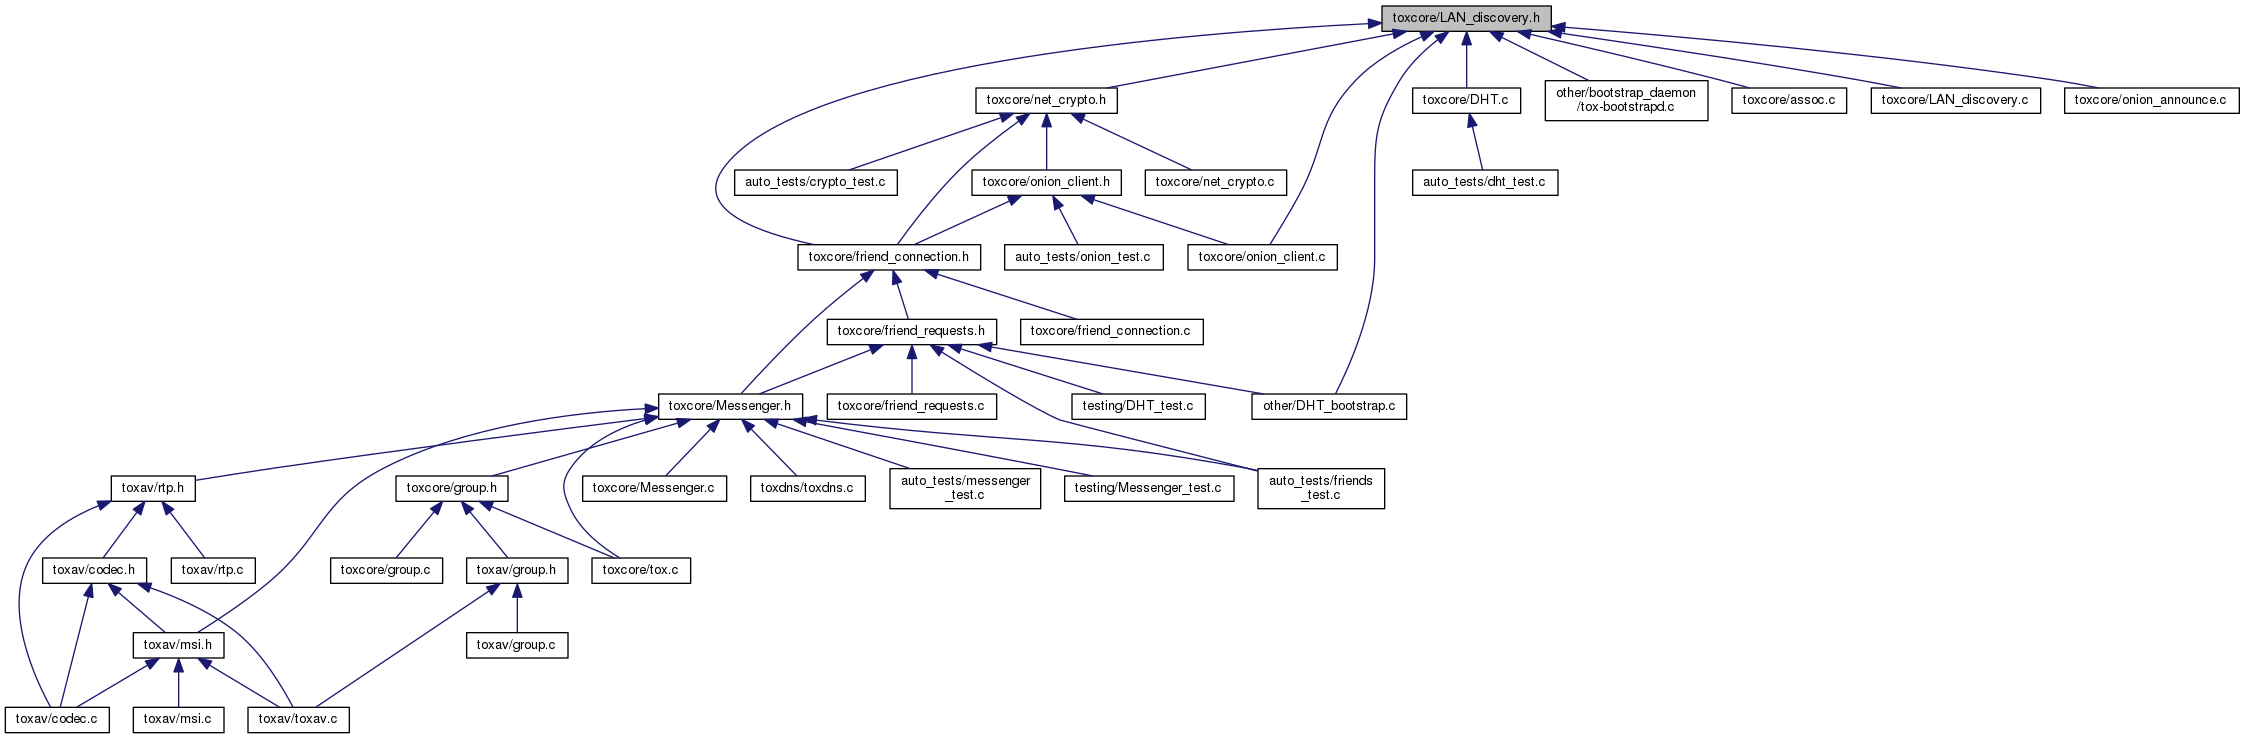 toxcore/LAN_discovery.h
toxcore/net_crypto.h
toxcore/DHT.c
other/bootstrap_daemon
/tox-bootstrapd.c
toxcore/assoc.c
toxcore/LAN_discovery.c
toxcore/onion_announce.c
auto_tests/crypto_test.c
toxcore/onion_client.h
toxcore/net_crypto.c
auto_tests/dht_test.c
toxcore/friend_connection.h
auto_tests/onion_test.c
toxcore/onion_client.c
toxcore/friend_requests.h
toxcore/friend_connection.c
toxcore/Messenger.h
toxcore/friend_requests.c
testing/DHT_test.c
other/DHT_bootstrap.c
toxav/rtp.h
toxcore/group.h
toxcore/Messenger.c
toxdns/toxdns.c
auto_tests/messenger
_test.c
testing/Messenger_test.c
auto_tests/friends
_test.c
toxav/codec.h
toxav/rtp.c
toxcore/group.c
toxav/group.h
toxcore/tox.c
toxav/msi.h
toxav/group.c
toxav/codec.c
toxav/msi.c
toxav/toxav.c